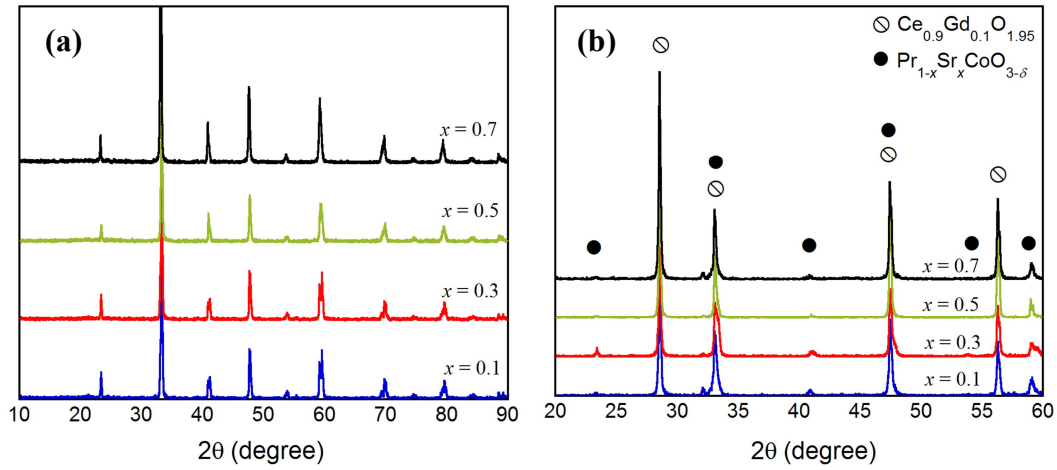 (a)
x = 0.7
x = 0.5
x = 0.3
x = 0.1
10 20 30 40 50 60 70 80 90
2θ (degree)
(b)
Ce0.9Gd0.1O1.95
Pr1-xSrxCoO3-δ
x = 0.7
x = 0.5
x = 0.3
x = 0.1
20 25 30 35 40 45 50 55 60
2θ (degree)